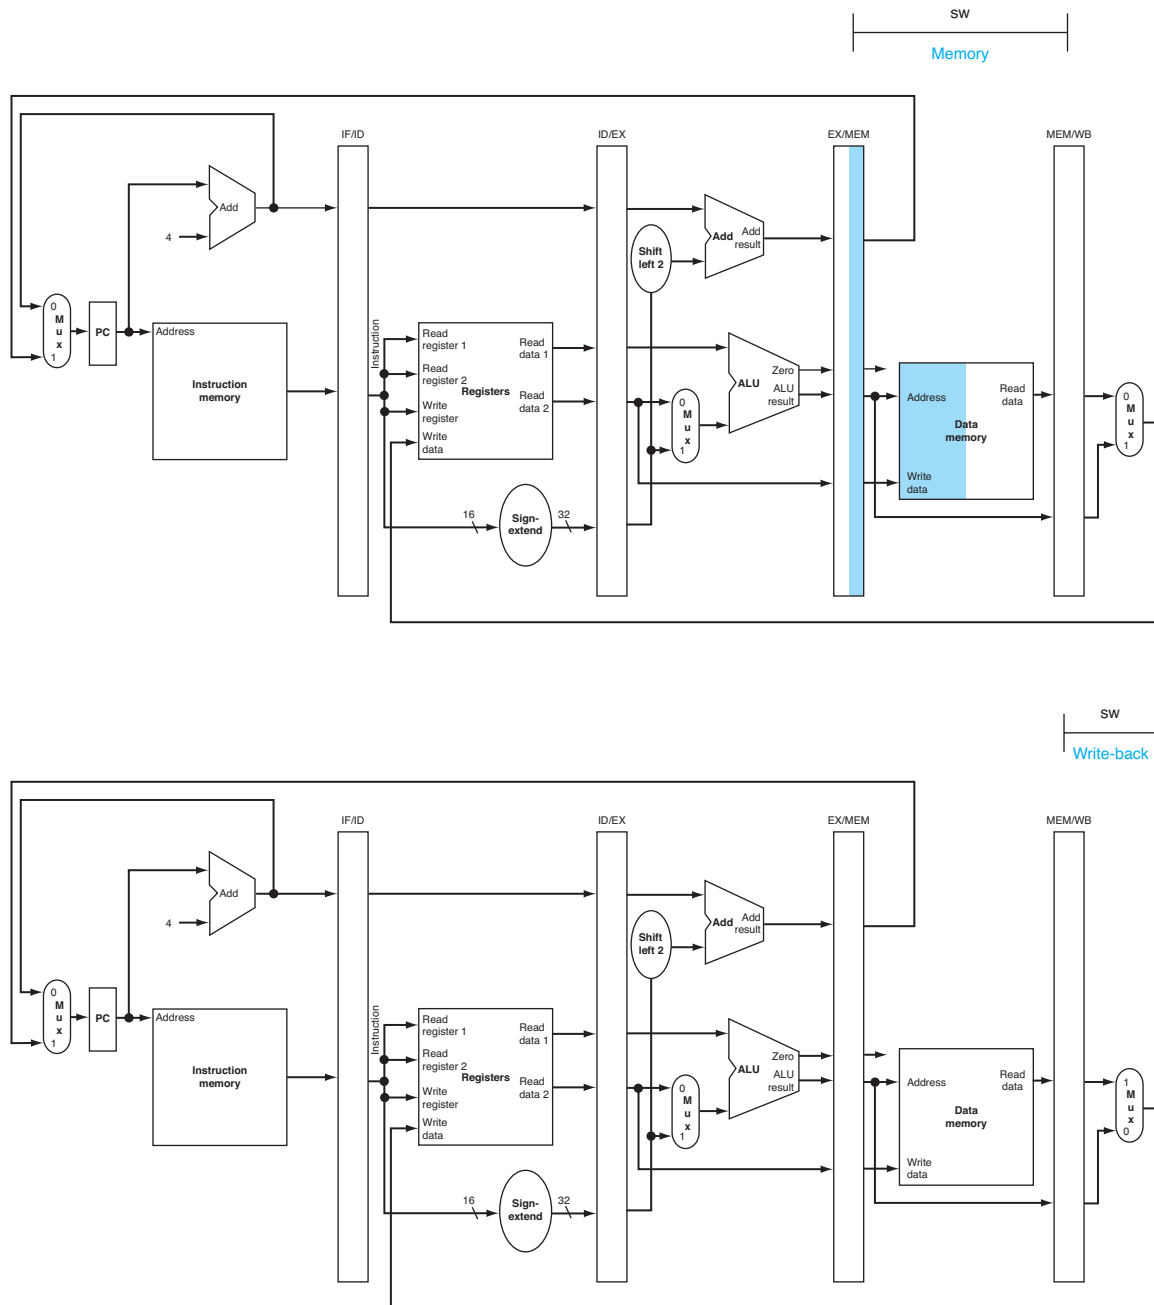 SW
Memory
IF/ID
ID/EX
EX/MEM
MEM/WB
Add
4
Add
Add
result
Shift
left 2
0
M
u
x
1
PC
Address
Instruction
memory
Instruction
Read
register 1
Read
register 2
Write
register
Write
data
Registers
Read
data 1
Read
data 2
16
Sign-
extend
32
0
M
u
x
1
ALU
Zero
ALU
result
Address
Write
data
Data
memory
Read
data
0
M
u
x
1
SW
Write-back
IF/ID
ID/EX
EX/MEM
MEM/WB
Add
4
Add
Add
result
Shift
left 2
0
M
u
x
1
PC
Address
Instruction
memory
Instruction
Read
register 1
Read
register 2
Write
register
Write
data
Registers
Read
data 1
Read
data 2
16
Sign-
extend
32
0
M
u
x
1
ALU
Zero
ALU
result
Address
Write
data
Data
memory
Read
data
1
M
u
x
0